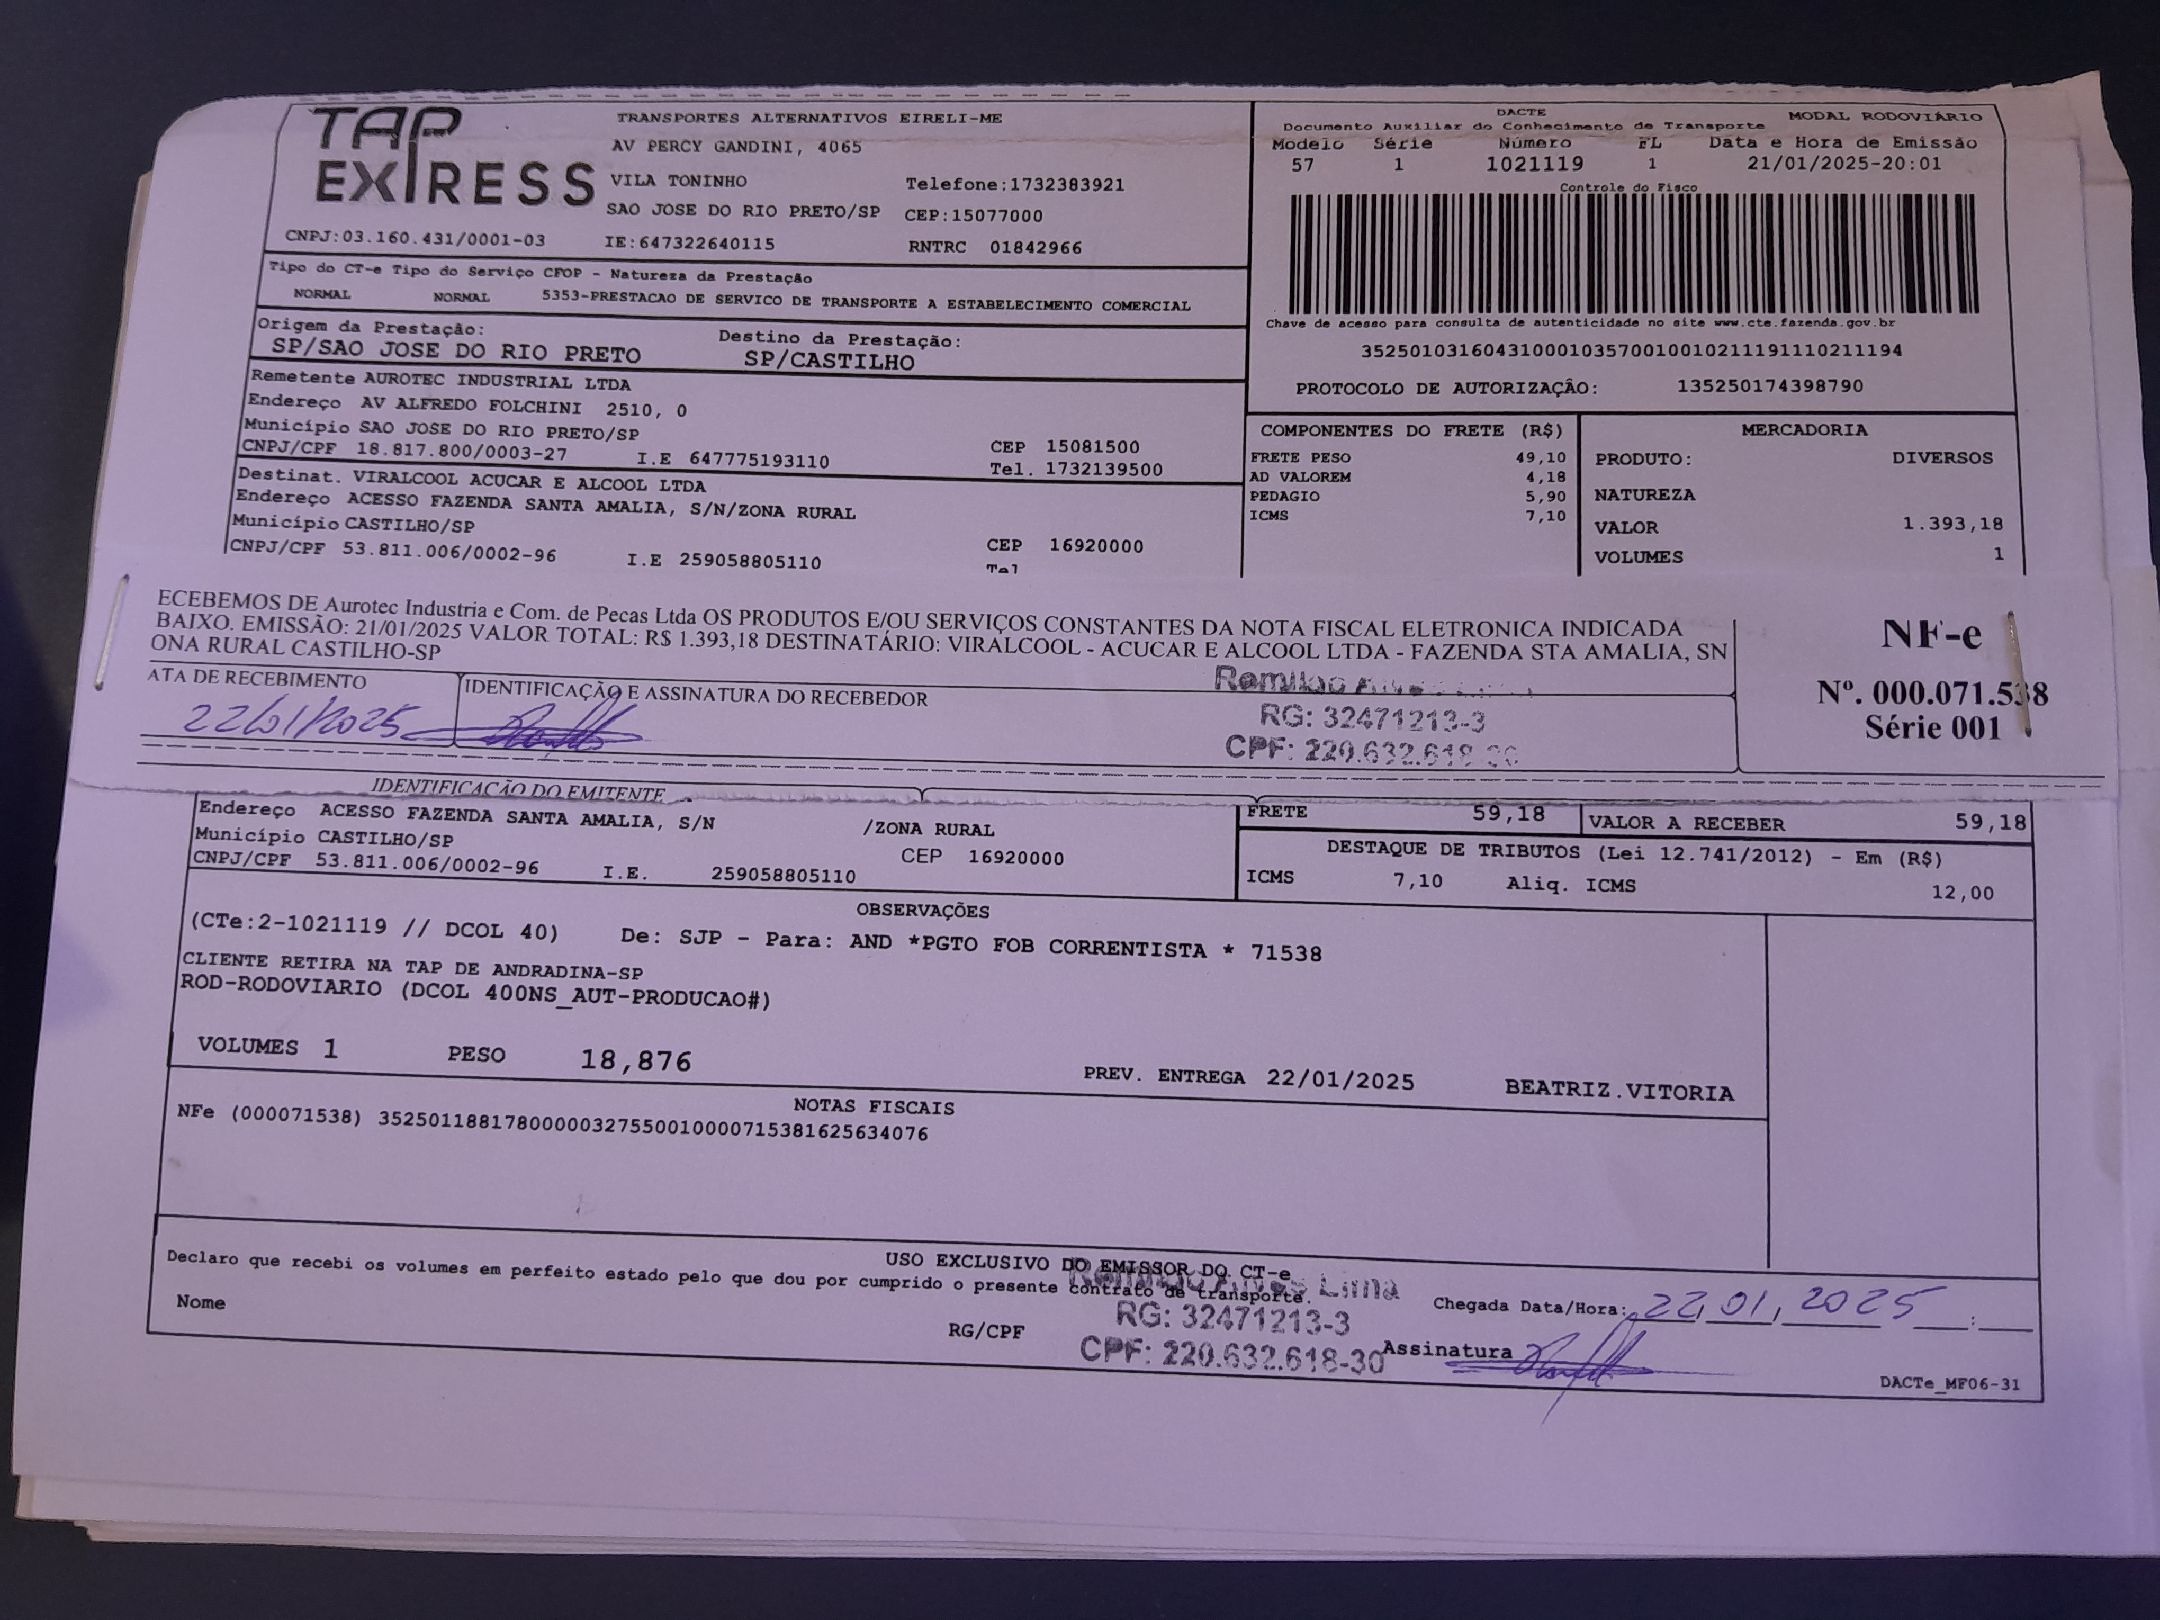 TAP
EXPRESS
TRANSPORTES ALTERNATIVOS EIRELI-ME
AV PERCY GANDINI, 4065
VILA TONINHO Telefone:1732383921
SAO JOSE DO RIO PRETO/SP CEP:15077000
CNPJ:03.160.431/0001-03 IE:647322640115 RNTRC 01842966
DACTE MODAL RODOVIÁRIO
Documento Auxiliar do Conhecimento de Transporte
Modelo Série Número FL Data e Hora de Emissão
57 1 1021119 1 21/01/2025-20:01
Controle do Fisco
Chave de acesso para consulta de autenticidade no site www.cte.fazenda.gov.br
35250103160431000103570010010211191110211194
PROTOCOLO DE AUTORIZAÇÃO: 135250174398790
Tipo do CT-e Tipo do Serviço CFOP - Natureza da Prestação
NORMAL NORMAL 5353-PRESTACAO DE SERVICO DE TRANSPORTE A ESTABELECIMENTO COMERCIAL
Origem da Prestação: Destino da Prestação:
SP/SAO JOSE DO RIO PRETO SP/CASTILHO
Remetente AUROTEC INDUSTRIAL LTDA
Endereço AV ALFREDO FOLCHINI 2510, 0
Município SAO JOSE DO RIO PRETO/SP CEP 15081500
CNPJ/CPF 18.817.800/0003-27 I.E 647775193110 Tel. 1732139500
Destinat. VIRALCOOL ACUCAR E ALCOOL LTDA
Endereço ACESSO FAZENDA SANTA AMALIA, S/N/ZONA RURAL
Município CASTILHO/SP CEP 16920000
CNPJ/CPF 53.811.006/0002-96 I.E 259058805110 Tel
COMPONENTES DO FRETE (R$)
FRETE PESO 49,10
AD VALOREM 4,18
PEDAGIO 5,90
ICMS 7,10
MERCADORIA
PRODUTO: DIVERSOS
NATUREZA
VALOR 1.393,18
VOLUMES 1
ECEBEMOS DE Aurotec Industria e Com. de Pecas Ltda OS PRODUTOS E/OU SERVIÇOS CONSTANTES DA NOTA FISCAL ELETRONICA INDICADA
BAIXO. EMISSÃO: 21/01/2025 VALOR TOTAL: R$ 1.393,18 DESTINATÁRIO: VIRALCOOL - ACUCAR E ALCOOL LTDA - FAZENDA STA AMALIA, SN
ONA RURAL CASTILHO-SP
ATA DE RECEBIMENTO IDENTIFICAÇÃO E ASSINATURA DO RECEBEDOR
22/01/2025
RG: 32471213-3
CPF: 220.632.618-30
NF-e
Nº. 000.071.538
Série 001
IDENTIFICAÇÃO DO EMITENTE
Endereço ACESSO FAZENDA SANTA AMALIA, S/N /ZONA RURAL
Município CASTILHO/SP CEP 16920000
CNPJ/CPF 53.811.006/0002-96 I.E. 259058805110
FRETE 59,18 VALOR A RECEBER 59,18
DESTAQUE DE TRIBUTOS (Lei 12.741/2012) - Em (R$)
ICMS 7,10 Aliq. ICMS 12,00
OBSERVAÇÕES
(CTe:2-1021119 // DCOL 40) De: SJP - Para: AND *PGTO FOB CORRENTISTA * 71538
CLIENTE RETIRA NA TAP DE ANDRADINA-SP
ROD-RODOVIARIO (DCOL 400NS_AUT-PRODUCAO#)
VOLUMES 1 PESO 18,876 PREV. ENTREGA 22/01/2025 BEATRIZ.VITORIA
NOTAS FISCAIS
NFe (000071538) 35250118817800000327550010000715381625634076
USO EXCLUSIVO DO EMISSOR DO CT-e
Declaro que recebi os volumes em perfeito estado pelo que dou por cumprido o presente contrato de transporte.
Alves Lima
Nome RG/CPF
RG: 32471213-3
CPF: 220.632.618-30
Chegada Data/Hora: 22/01/2025 :
Assinatura
DACTe_MF06-31